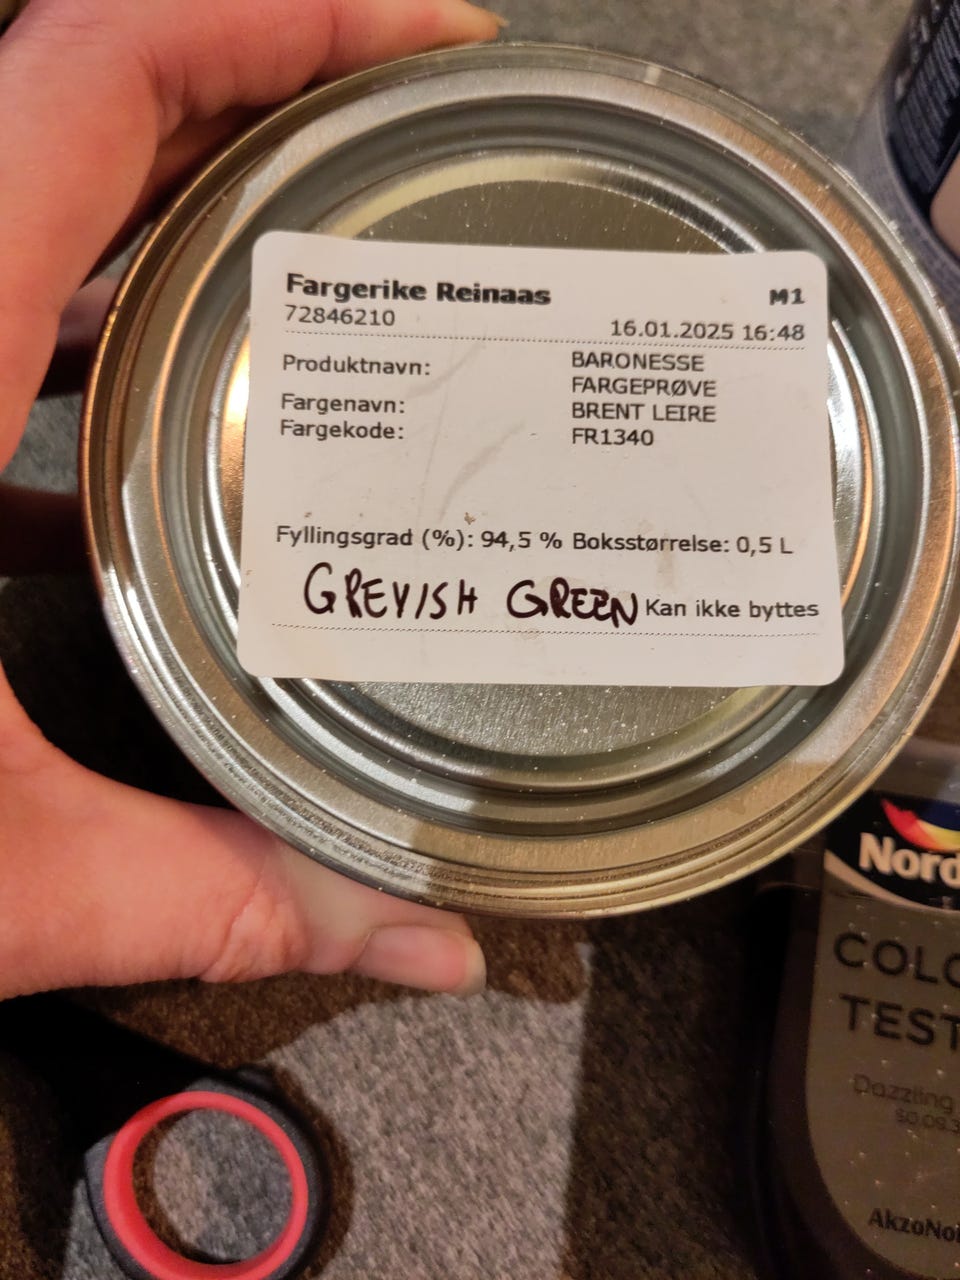 Fargerike Reinaas M1
72846210 16.01.2025 16:48
Produktnavn: BARONESSE
FARGEPRØVE
Fargenavn: BRENT LEIRE
Fargekode: FR1340
Fyllingsgrad (%): 94,5 % Boksstørrelse: 0,5 L
GREYISH GREEN Kan ikke byttes
Nord
COLO
TEST
Dazzling
AkzoNo